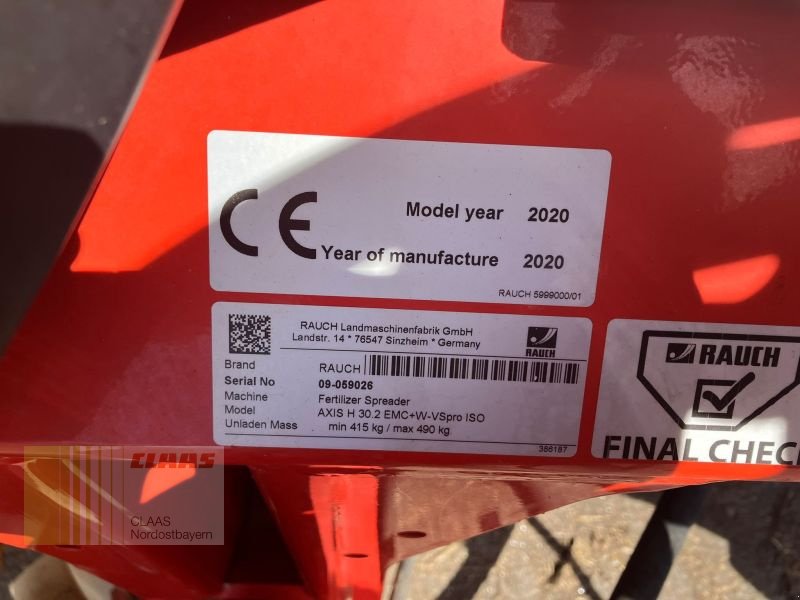 CE
Model year 2020
Year of manufacture 2020
RAUCH 5999000/01
RAUCH Landmaschinenfabrik GmbH
Landstr. 14 * 76547 Sinzheim * Germany
RAUCH
Brand RAUCH
Serial No 09-059026
Machine Fertilizer Spreader
Model AXIS H 30.2 EMC+W-VSpro ISO
Unladen Mass min 415 kg / max 490 kg
386187
RAUCH
FINAL CHECK
CLAAS
CLAAS
Nordostbayern